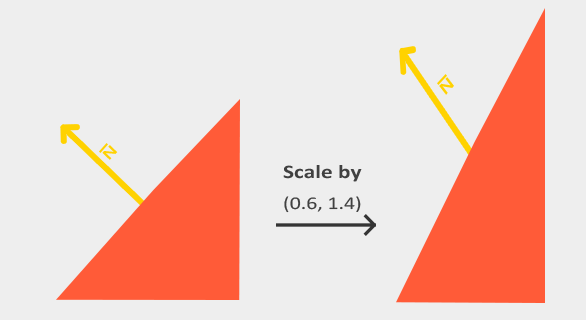 N̅
N̅
Scale by
(0.6, 1.4)